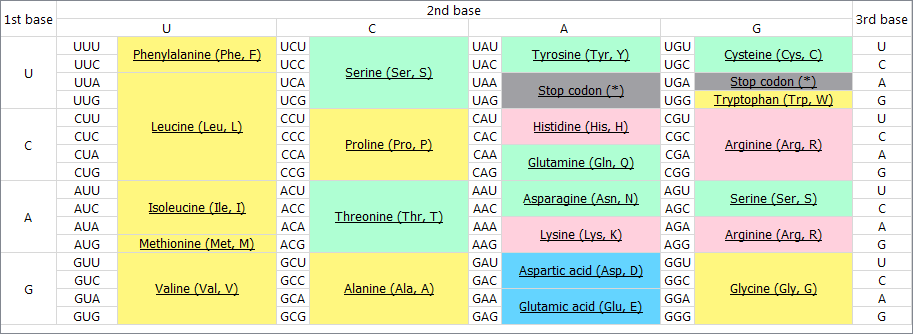 1st base 2nd base 3rd base
U C A G
UUU Phenylalanine (Phe, F) UCU Serine (Ser, S) UAU Tyrosine (Tyr, Y) UGU Cysteine (Cys, C) U
U UUC UCC UAC UGC C
UUA Leucine (Leu, L) UCA UAA Stop codon (*) UGA Stop codon (*) A
UUG UCG UAG UGG Tryptophan (Trp, W) G
CUU CCU Proline (Pro, P) CAU Histidine (His, H) CGU Arginine (Arg, R) U
C CUC CCC CAC CGC C
CUA CCA CAA Glutamine (Gln, Q) CGA A
CUG CCG CAG CGG G
AUU Isoleucine (Ile, I) ACU Threonine (Thr, T) AAU Asparagine (Asn, N) AGU Serine (Ser, S) U
A AUC ACC AAC AGC C
AUA ACA AAA Lysine (Lys, K) AGA Arginine (Arg, R) A
AUG Methionine (Met, M) ACG AAG AGG G
GUU Valine (Val, V) GCU Alanine (Ala, A) GAU Aspartic acid (Asp, D) GGU Glycine (Gly, G) U
G GUC GCC GAC GGC C
GUA GCA GAA Glutamic acid (Glu, E) GGA A
GUG GCG GAG GGG G